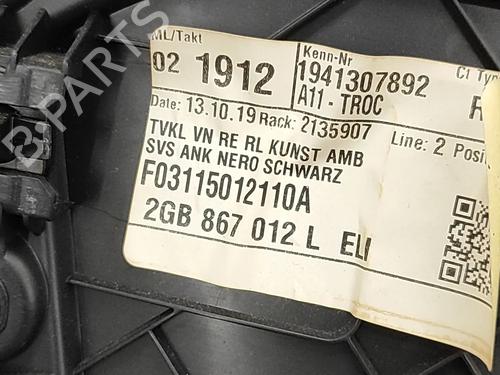 ML/Takt
02 1912
Kenn-Nr
1941307892
A11 - TROC
Date: 13.10.19 Rack: 2135907
Line: 2
TVKL VN RE RL KUNST AMB
SVS ANK NERO SCHWARZ
F03115012110A
2GB 867 012 L